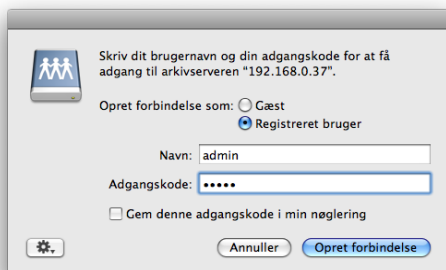 Skriv dit brugernavn og din adgangskode for at få
adgang til arkivserveren “192.168.0.37”.
Opret forbindelse som: Gæst
Registreret bruger
Navn: admin
Adgangskode: •••••
Gem denne adgangskode i min nøglering
Annuller Opret forbindelse